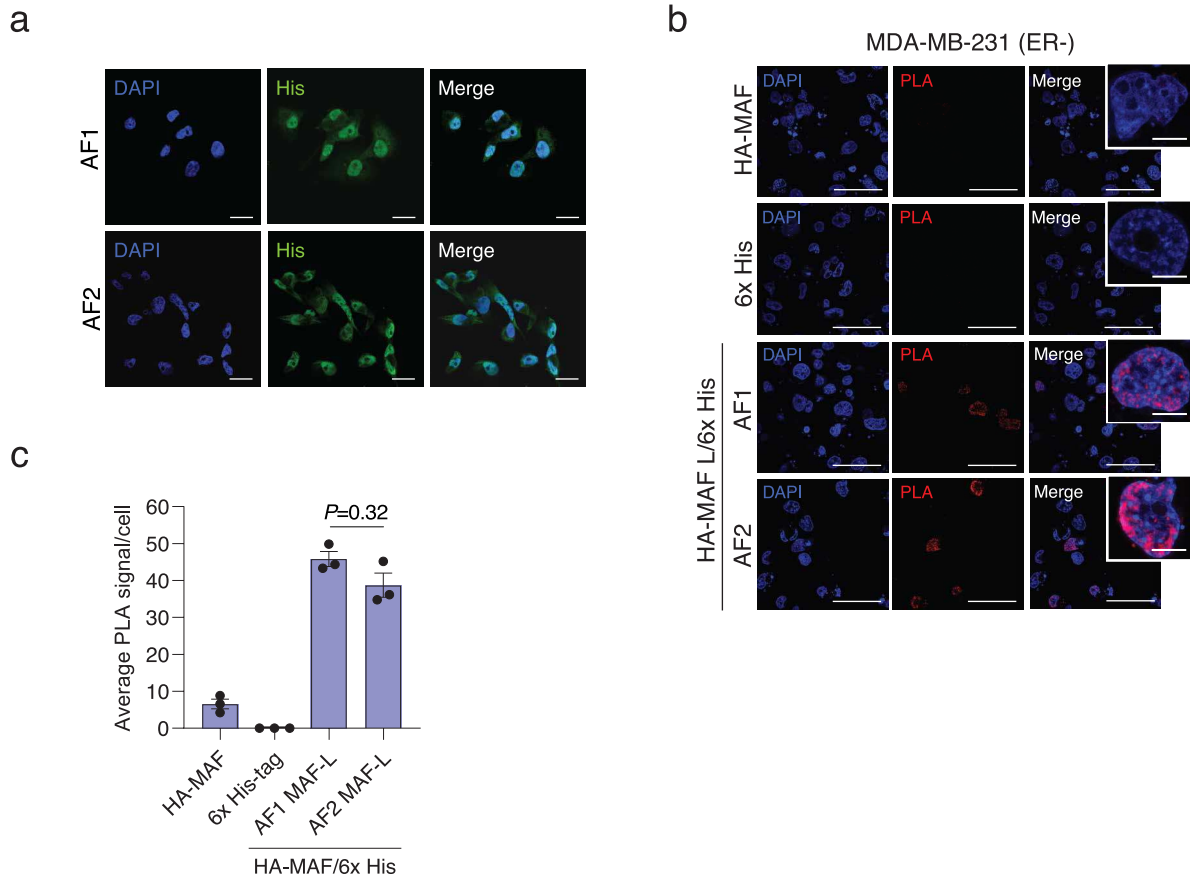 a
DAPI
His
Merge
AF1
DAPI
His
Merge
AF2
b
MDA-MB-231 (ER-)
HA-MAF
DAPI
PLA
Merge
6x His
DAPI
PLA
Merge
HA-MAF L/6x His
AF1
DAPI
PLA
Merge
AF2
DAPI
PLA
Merge
c
Average PLA signal/cell
60
50
40
30
20
10
0
P=0.32
HA-MAF
6x His-tag
AF1 MAF-L
AF2 MAF-L
HA-MAF/6x His